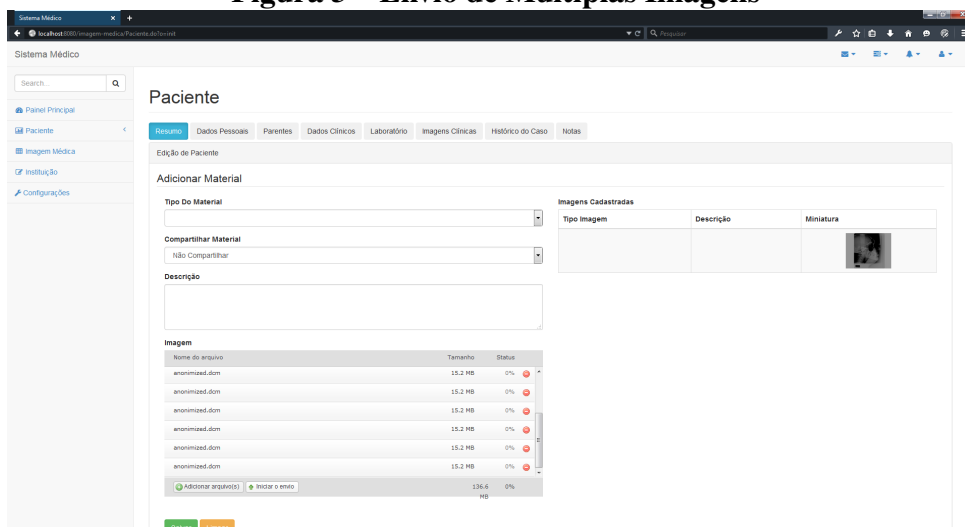 Figura 5 – Envio de Múltiplas Imagens
Sistema Médico
localhost:8080/imagem-medica/Paciente.do?o=init
Pesquisar
Sistema Médico
Search...
Painel Principal
Paciente
Imagem Médica
Instituição
Configurações
Paciente
Resumo Dados Pessoais Parentes Dados Clínicos Laboratório Imagens Clínicas Histórico do Caso Notas
Edição de Paciente
Adicionar Material
Tipo Do Material
Compartilhar Material
Não Compartilhar
Descrição
Imagem
Nome do arquivo Tamanho Status
anonimized.dcm 15.2 MB 0%
anonimized.dcm 15.2 MB 0%
anonimized.dcm 15.2 MB 0%
anonimized.dcm 15.2 MB 0%
anonimized.dcm 15.2 MB 0%
anonimized.dcm 15.2 MB 0%
Adicionar arquivo(s) Iniciar o envio 136.6 MB 0%
Imagens Cadastradas
Tipo Imagem Descrição Miniatura